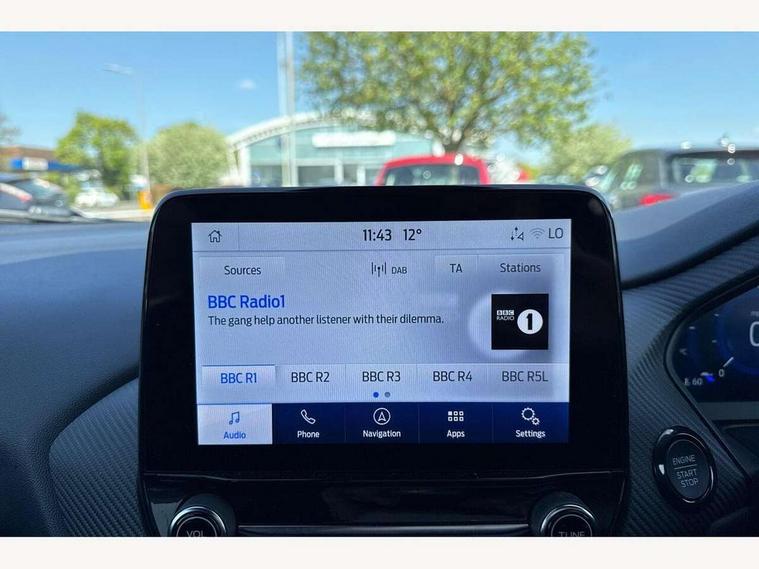 11:43 12° LO
Sources DAB TA Stations
BBC Radio1
The gang help another listener with their dilemma.
BBC
RADIO 1
BBC R1 BBC R2 BBC R3 BBC R4 BBC R5L
Audio Phone Navigation Apps Settings
E 60 0
ENGINE
START
STOP
VOL TUNE